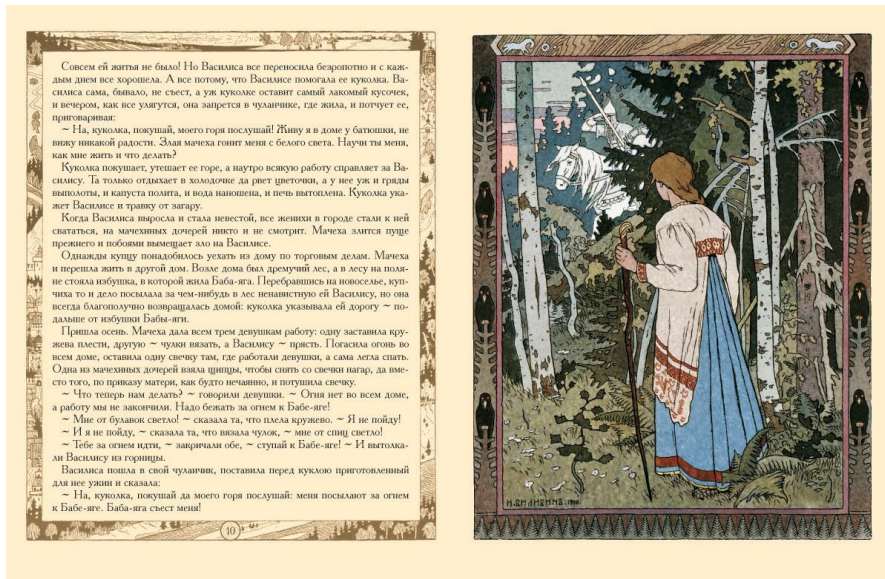 Совсем ей житья не было! Но Василиса все переносила безропотно и с каж-
дым днем все хорошела. А все потому, что Василисе помогала ее куколка. Ва-
силиса сама, бывало, не съест, а уж куколке оставит самый лакомый кусочек,
и вечером, как все улягутся, она запрется в чуланчике, где жила, и потчует ее,
приговаривая:
~ На, куколка, покушай, моего горя послушай! Живу я в доме у батюшки, не
вижу никакой радости. Злая мачеха гонит меня с белого света. Научи ты меня,
как мне жить и что делать?
Куколка покушает, утешает ее горе, а наутро всякую работу справляет за Ва-
силису. Та только отдыхает в холодочке да рвет цветочки, а у нее уж и гряды
выполоты, и капуста полита, и вода наношена, и печь вытоплена. Куколка ука-
жет Василисе и травку от загару.
Когда Василиса выросла и стала невестой, все женихи в городе стали к ней
свататься, на мачехиных дочерей никто и не смотрит. Мачеха злится пуще
прежнего и побоями вымещает зло на Василисе.
Однажды купцу понадобилось уехать из дому по торговым делам. Мачеха
и перешла жить в другой дом. Возле дома был дремучий лес, а в лесу на поля-
не стояла избушка, в которой жила Баба-яга. Перебравшись на новоселье, куп-
чиха то и дело посылала за чем-нибудь в лес ненавистную ей Василису, но она
всегда благополучно возвращалась домой: куколка указывала ей дорогу ~ по-
дальше от избушки Бабы-яги.
Пришла осень. Мачеха дала всем трем девушкам работу: одну заставила кру-
жева плести, другую ~ чулки вязать, а Василису ~ прясть. Погасила огонь во
всем доме, оставила одну свечку там, где работали девушки, а сама легла спать.
Одна из мачехиных дочерей взяла щипцы, чтобы снять со свечки нагар, да вме-
сто того, по приказу матери, как будто нечаянно, и потушила свечку.
~ Что теперь нам делать? ~ говорили девушки. ~ Огня нет во всем доме,
а работу мы не закончили. Надо бежать за огнем к Бабе-яге!
~ Мне от булавок светло! ~ сказала та, что плела кружево. ~ Я не пойду!
~ И я не пойду, ~ сказала та, что вязала чулок, ~ мне от спиц светло!
~ Тебе за огнем идти, ~ закричали обе, ~ ступай к Бабе-яге! ~ И вытолка-
ли Василису из горницы.
Василиса пошла в свой чуланчик, поставила перед куклою приготовленный
для нее ужин и сказала:
~ На, куколка, покушай да моего горя послушай: меня посылают за огнем
к Бабе-яге. Баба-яга съест меня!
10
И.БИЛИБИНЪ.1900